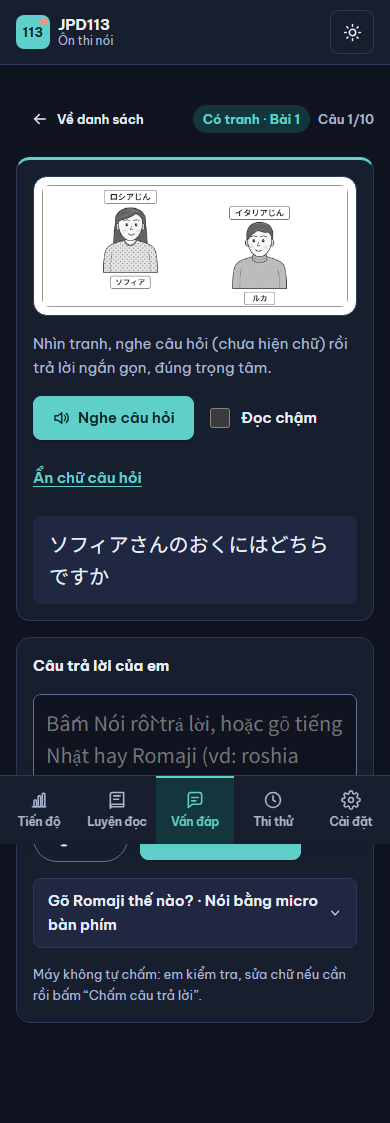 113
JPD113
Ôn thi nói
Về danh sách
Có tranh · Bài 1
Câu 1/10
ロシアじん
イタリアじん
ソフィア
ルカ
Nhìn tranh, nghe câu hỏi (chưa hiện chữ) rồi
trả lời ngắn gọn, đúng trọng tâm.
Nghe câu hỏi
Đọc chậm
Ẩn chữ câu hỏi
ソフィアさんのおくにはどちら
ですか
Câu trả lời của em
Bấm Nói rồi trả lời, hoặc gõ tiếng
Nhật hay Romaji (vd: roshia
Tiến độ
Luyện đọc
Vấn đáp
Thi thử
Cài đặt
Gõ Romaji thế nào? · Nói bằng micro
bàn phím
Máy không tự chấm: em kiểm tra, sửa chữ nếu cần
rồi bấm “Chấm câu trả lời”.